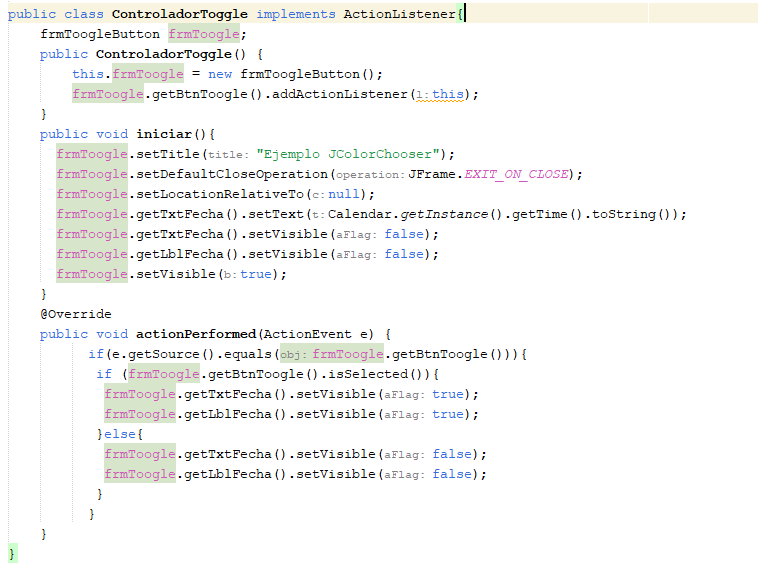 public class ControladorToggle implements ActionListener{
    frmToogleButton frmToogle;
    public ControladorToggle() {
        this.frmToogle = new frmToogleButton();
        frmToogle.getBtnToogle().addActionListener(l:this);
    }
    public void iniciar(){
      frmToogle.setTitle(title: "Ejemplo JColorChooser");
      frmToogle.setDefaultCloseOperation(operation:JFrame.EXIT_ON_CLOSE);
      frmToogle.setLocationRelativeTo(c:null);
      frmToogle.getTxtFecha().setText(t:Calendar.getInstance().getTime().toString());
      frmToogle.getTxtFecha().setVisible(aFlag: false);
      frmToogle.getLblFecha().setVisible(aFlag: false);
      frmToogle.setVisible(b:true);
    }
    @Override
    public void actionPerformed(ActionEvent e) {
          if(e.getSource().equals(obj: frmToogle.getBtnToogle())){
           if (frmToogle.getBtnToogle().isSelected()){
            frmToogle.getTxtFecha().setVisible(aFlag: true);
            frmToogle.getLblFecha().setVisible(aFlag: true);
           }else{
            frmToogle.getTxtFecha().setVisible(aFlag: false);
            frmToogle.getLblFecha().setVisible(aFlag: false);
           }
          }
    }
}